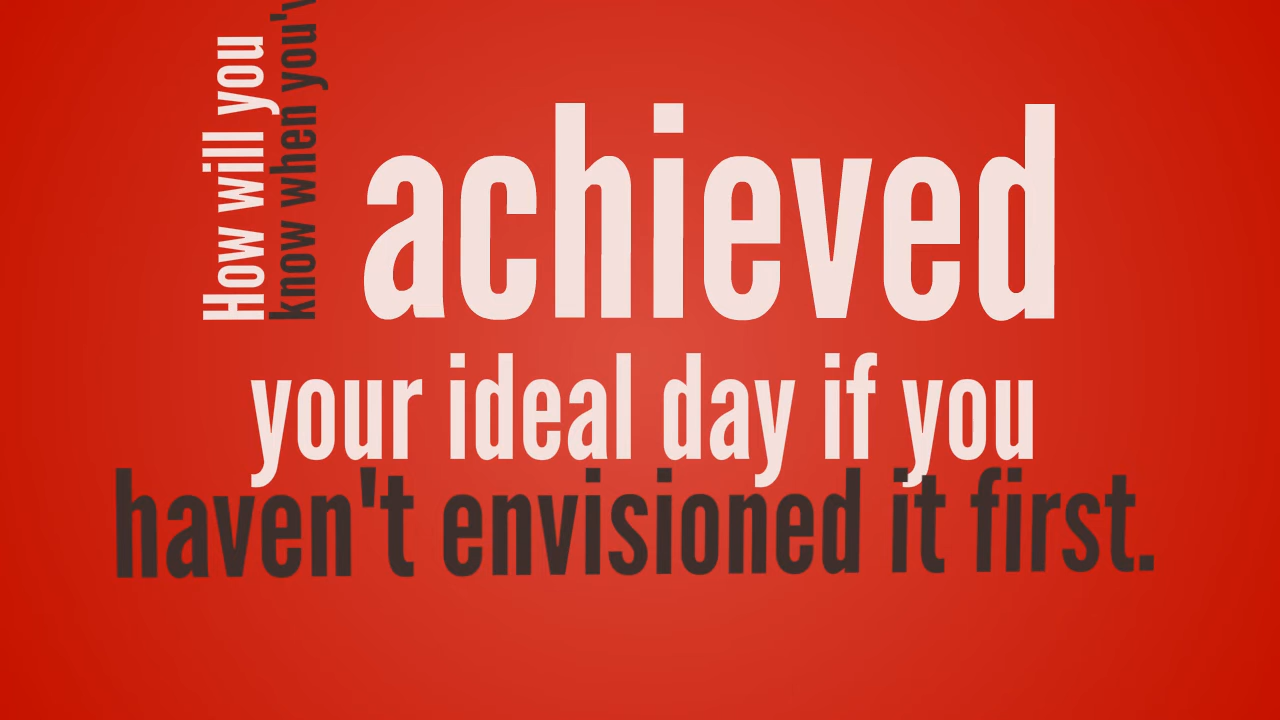 How will you
know when you'v
achieved
your ideal day if you
haven't envisioned it first.